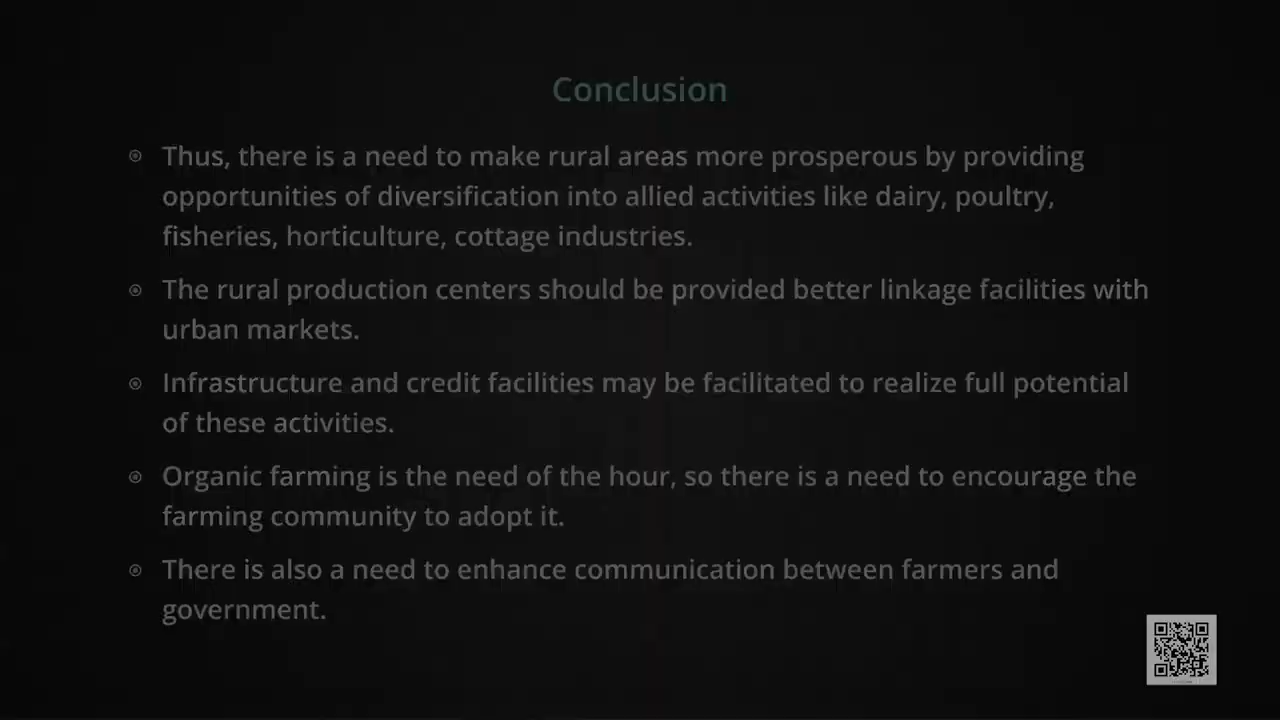 Conclusion
Thus, there is a need to make rural areas more prosperous by providing
opportunities of diversification into allied activities like dairy, poultry,
fisheries, horticulture, cottage industries.
The rural production centers should be provided better linkage facilities with
urban markets.
Infrastructure and credit facilities may be facilitated to realize full potential
of these activities.
Organic farming is the need of the hour, so there is a need to encourage the
farming community to adopt it.
There is also a need to enhance communication between farmers and
government.